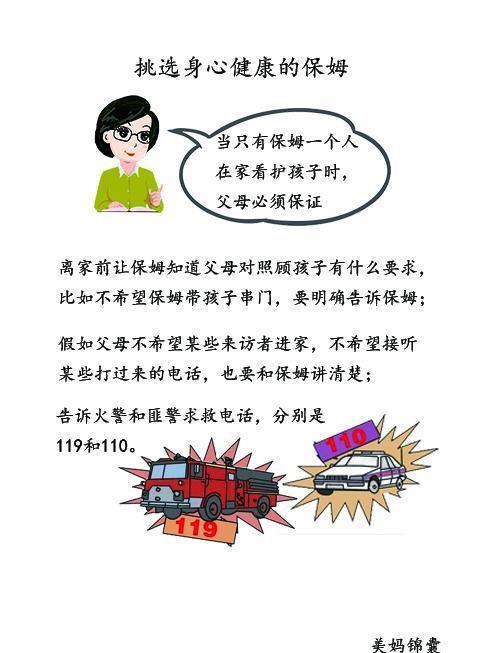 挑选身心健康的保姆
当只有保姆一个人
在家看护孩子时，
父母必须保证
离家前让保姆知道父母对照顾孩子有什么要求，
比如不希望保姆带孩子串门，要明确告诉保姆；
假如父母不希望某些来访者进家，不希望接听
某些打过来的电话，也要和保姆讲清楚；
告诉火警和匪警求救电话，分别是
119和110。
110
119
美妈锦囊